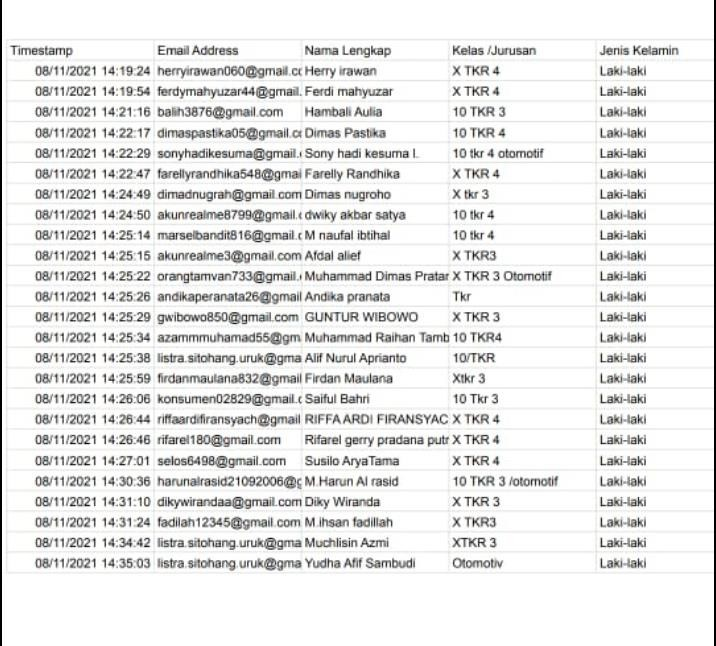 Timestamp Email Address Nama Lengkap Kelas /Jurusan Jenis Kelamin
08/11/2021 14:19:24 herryirawan060@gmail.cc Herry irawan X TKR 4 Laki-laki
08/11/2021 14:19:54 ferdymahyuzar44@gmail. Ferdi mahyuzar X TKR 4 Laki-laki
08/11/2021 14:21:16 balih3876@gmail.com Hambali Aulia 10 TKR 3 Laki-laki
08/11/2021 14:22:17 dimaspastika05@gmail.cc Dimas Pastika 10 TKR 4 Laki-laki
08/11/2021 14:22:29 sonyhadikesuma@gmail. Sony hadi kesuma l. 10 tkr 4 otomotif Laki-laki
08/11/2021 14:22:47 farellyrandhika548@gmai Farelly Randhika X TKR 4 Laki-laki
08/11/2021 14:24:49 dimadnugrah@gmail.com Dimas nugroho X tkr 3 Laki-laki
08/11/2021 14:24:50 akunrealme8799@gmail.c dwiky akbar satya 10 tkr 4 Laki-laki
08/11/2021 14:25:14 marselbandit816@gmail.c M naufal ibtihal 10 tkr 4 Laki-laki
08/11/2021 14:25:15 akunrealme3@gmail.com Afdal alief X TKR3 Laki-laki
08/11/2021 14:25:22 orangtamvan733@gmail. Muhammad Dimas Pratar X TKR 3 Otomotif Laki-laki
08/11/2021 14:25:26 andikaperanata26@gmail Andika pranata Tkr Laki-laki
08/11/2021 14:25:29 gwibowo850@gmail.com GUNTUR WIBOWO X TKR 3 Laki-laki
08/11/2021 14:25:34 azammmuhamad55@gm Muhammad Raihan Tamb 10 TKR4 Laki-laki
08/11/2021 14:25:38 listra.sitohang.uruk@gma Alif Nurul Aprianto 10/TKR Laki-laki
08/11/2021 14:25:59 firdanmaulana832@gmail Firdan Maulana Xtkr 3 Laki-laki
08/11/2021 14:26:06 konsumen02829@gmail.c Saiful Bahri 10 Tkr 3 Laki-laki
08/11/2021 14:26:44 riffaardifiransyach@gmail RIFFA ARDI FIRANSYAC X TKR 4 Laki-laki
08/11/2021 14:26:46 rifarel180@gmail.com Rifarel gerry pradana putr X TKR 4 Laki-laki
08/11/2021 14:27:01 selos6498@gmail.com Susilo AryaTama X TKR 4 Laki-laki
08/11/2021 14:30:36 harunalrasid21092006@g M.Harun Al rasid 10 TKR 3 /otomotif Laki-laki
08/11/2021 14:31:10 dikywirandaa@gmail.com Diky Wiranda X TKR 3 Laki-laki
08/11/2021 14:31:24 fadilah12345@gmail.com M.ihsan fadillah X TKR3 Laki-laki
08/11/2021 14:34:42 listra.sitohang.uruk@gma Muchlisin Azmi XTKR 3 Laki-laki
08/11/2021 14:35:03 listra.sitohang.uruk@gma Yudha Afif Sambudi Otomotiv Laki-laki